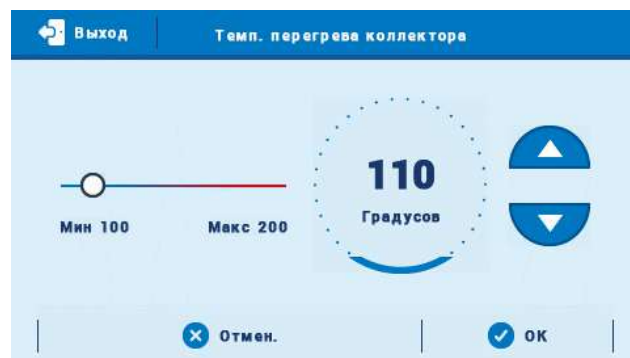 Выход
Темп. перегрева коллектора
110
Градусов
Мин 100
Макс 200
Отмен.
OK